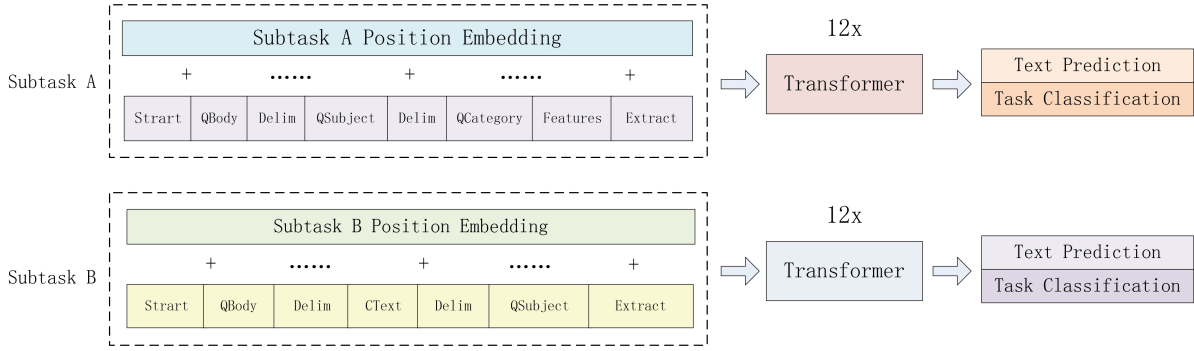 Subtask A Position Embedding
12x
+ …… + …… +
Subtask A
Transformer
Text Prediction
Task Classification
Strart QBody Delim QSubject Delim QCategory Features Extract
Subtask B Position Embedding
12x
+ …… + …… +
Subtask B
Transformer
Text Prediction
Task Classification
Strart QBody Delim CText Delim QSubject Extract